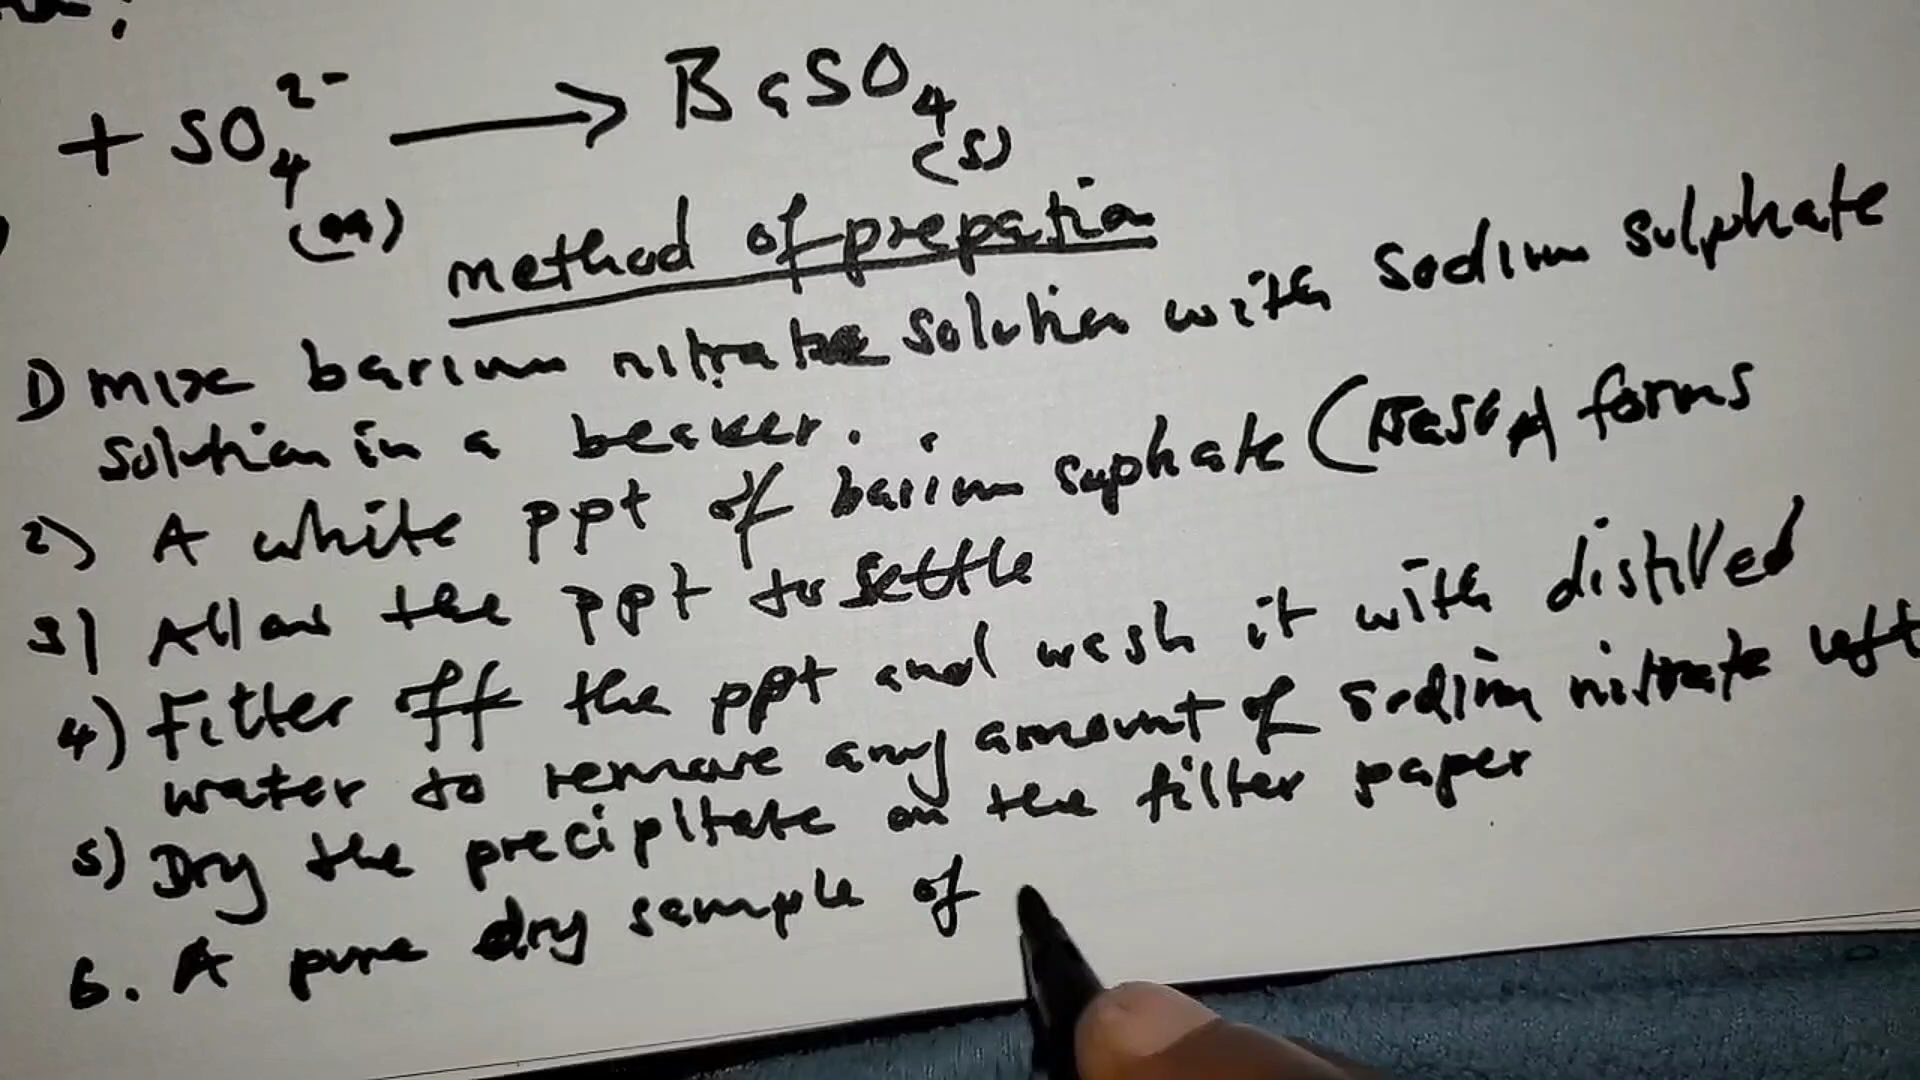 + SO₄²⁻(aq) ⟶ BaSO₄(s)
method of prepation
1) mix barium nitrate solution with sodium sulphate
solution in a beaker.
2) A white ppt of barium suphate (BaSO4) forms
3) Allow the ppt to settle
4) Filter off the ppt and wash it with distilled
water to remove any amount of sodium nitrate left
5) Dry the precipitate on the filter paper
6. A pure dry sample of